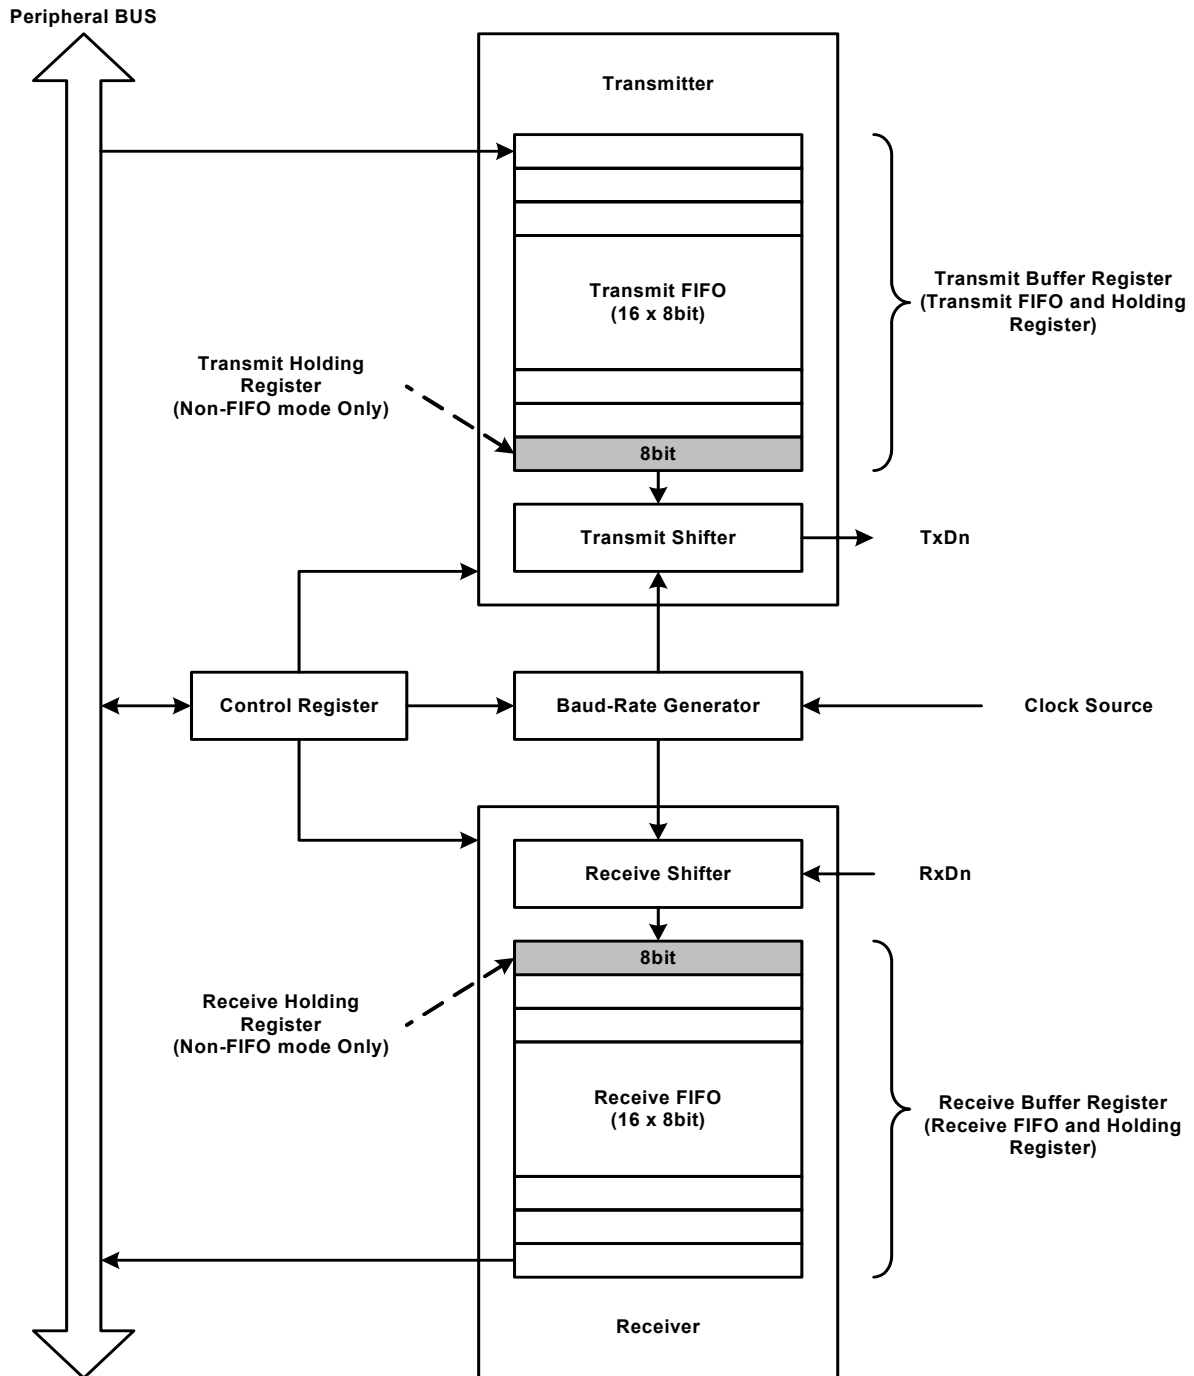 Peripheral BUS
Transmitter
Transmit FIFO
(16 x 8bit)
Transmit Buffer Register
(Transmit FIFO and Holding
Register)
Transmit Holding
Register
(Non-FIFO mode Only)
8bit
Transmit Shifter
TxDn
Control Register
Baud-Rate Generator
Clock Source
Receive Shifter
RxDn
8bit
Receive Holding
Register
(Non-FIFO mode Only)
Receive FIFO
(16 x 8bit)
Receive Buffer Register
(Receive FIFO and Holding
Register)
Receiver